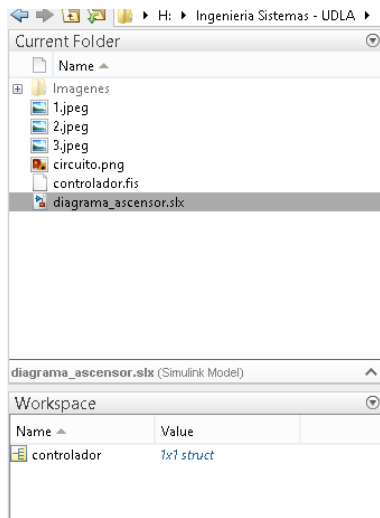 H: Ingenieria Sistemas - UDLA
Current Folder
Name
Imagenes
1.jpeg
2.jpeg
3.jpeg
circuito.png
controlador.fis
diagrama_ascensor.slx
diagrama_ascensor.slx (Simulink Model)
Workspace
Name Value
controlador 1x1 struct